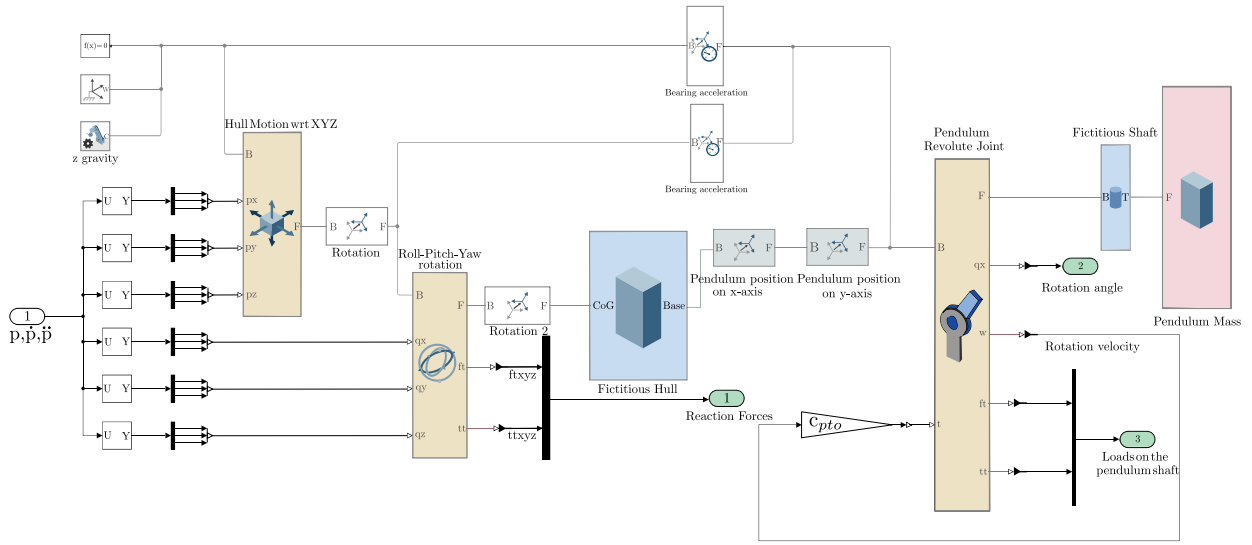 f(x)=0
W
C
z gravity
Hull Motion wrt XYZ
B
px
py
pz
F
B
F
Bearing acceleration
B
F
Bearing acceleration
B
F
Rotation
Roll-Pitch-Yaw
rotation
B
F
qx
ft
qy
qz
tt
B
F
Rotation 2
ftxyz
ttxyz
CoG
Base
Fictitious Hull
1
Reaction Forces
B
F
Pendulum position
on x-axis
B
F
Pendulum position
on y-axis
Pendulum
Revolute Joint
B
F
qx
w
ft
t
tt
2
Rotation angle
Rotation velocity
Fictitious Shaft
B
T
F
Pendulum Mass
C_pto
3
Loads on the
pendulum shaft
1
p,ṗ,p̈
U Y
U Y
U Y
U Y
U Y
U Y